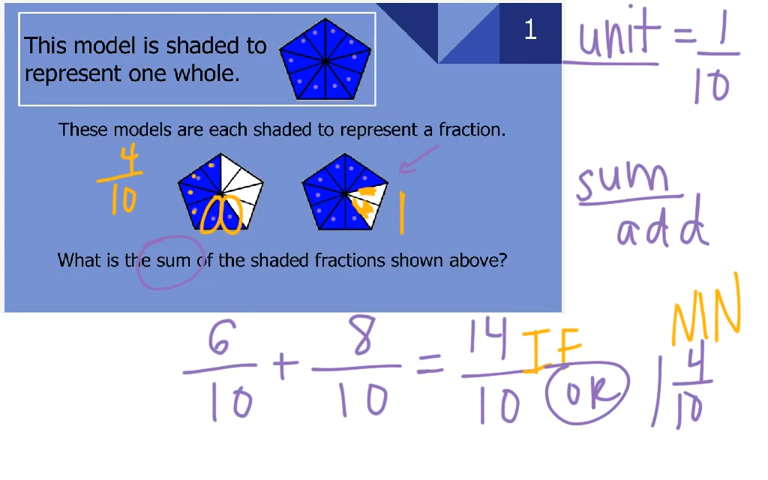 This model is shaded to
represent one whole.
1
unit = 1/10
These models are each shaded to represent a fraction.
4/10
1
sum
add
What is the sum of the shaded fractions shown above?
6/10 + 8/10 = 14/10 IF OR 1 4/10 MN